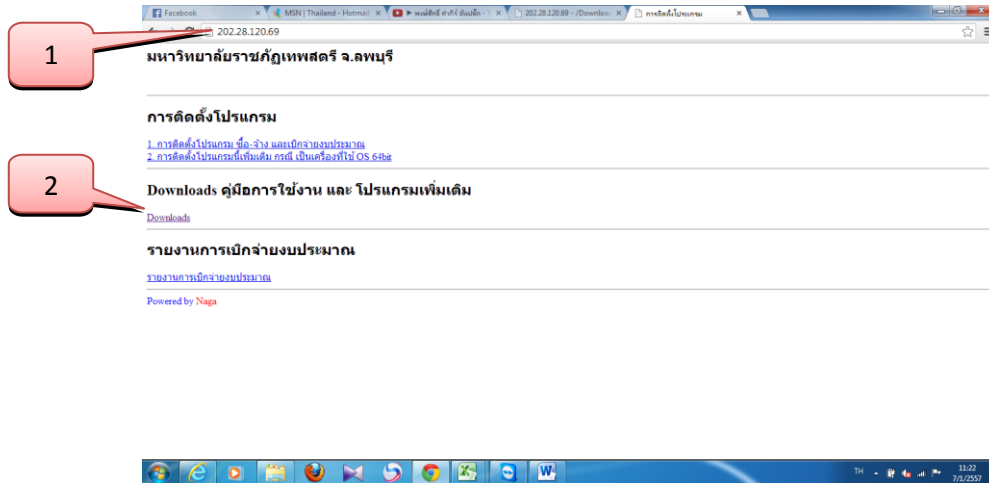 Facebook
MSN | Thailand - Hotmail,
202.28.120.69 - /Downloa
การติดตั้งโปรแกรม
202.28.120.69
1
มหาวิทยาลัยราชภัฏเทพสตรี จ.ลพบุรี
การติดตั้งโปรแกรม
1. การติดตั้งโปรแกรม ซื้อ-จ้าง และเบิกจ่ายงบประมาณ
2. การติดตั้งโปรแกรมนี้เพิ่มเติม กรณี เป็นเครื่องที่ใช้ OS 64bit
2
Downloads คู่มือการใช้งาน และ โปรแกรมเพิ่มเติม
Downloads
รายงานการเบิกจ่ายงบประมาณ
รายงานการเบิกจ่ายงบประมาณ
Powered by Naga
TH
11:22
7/1/2557